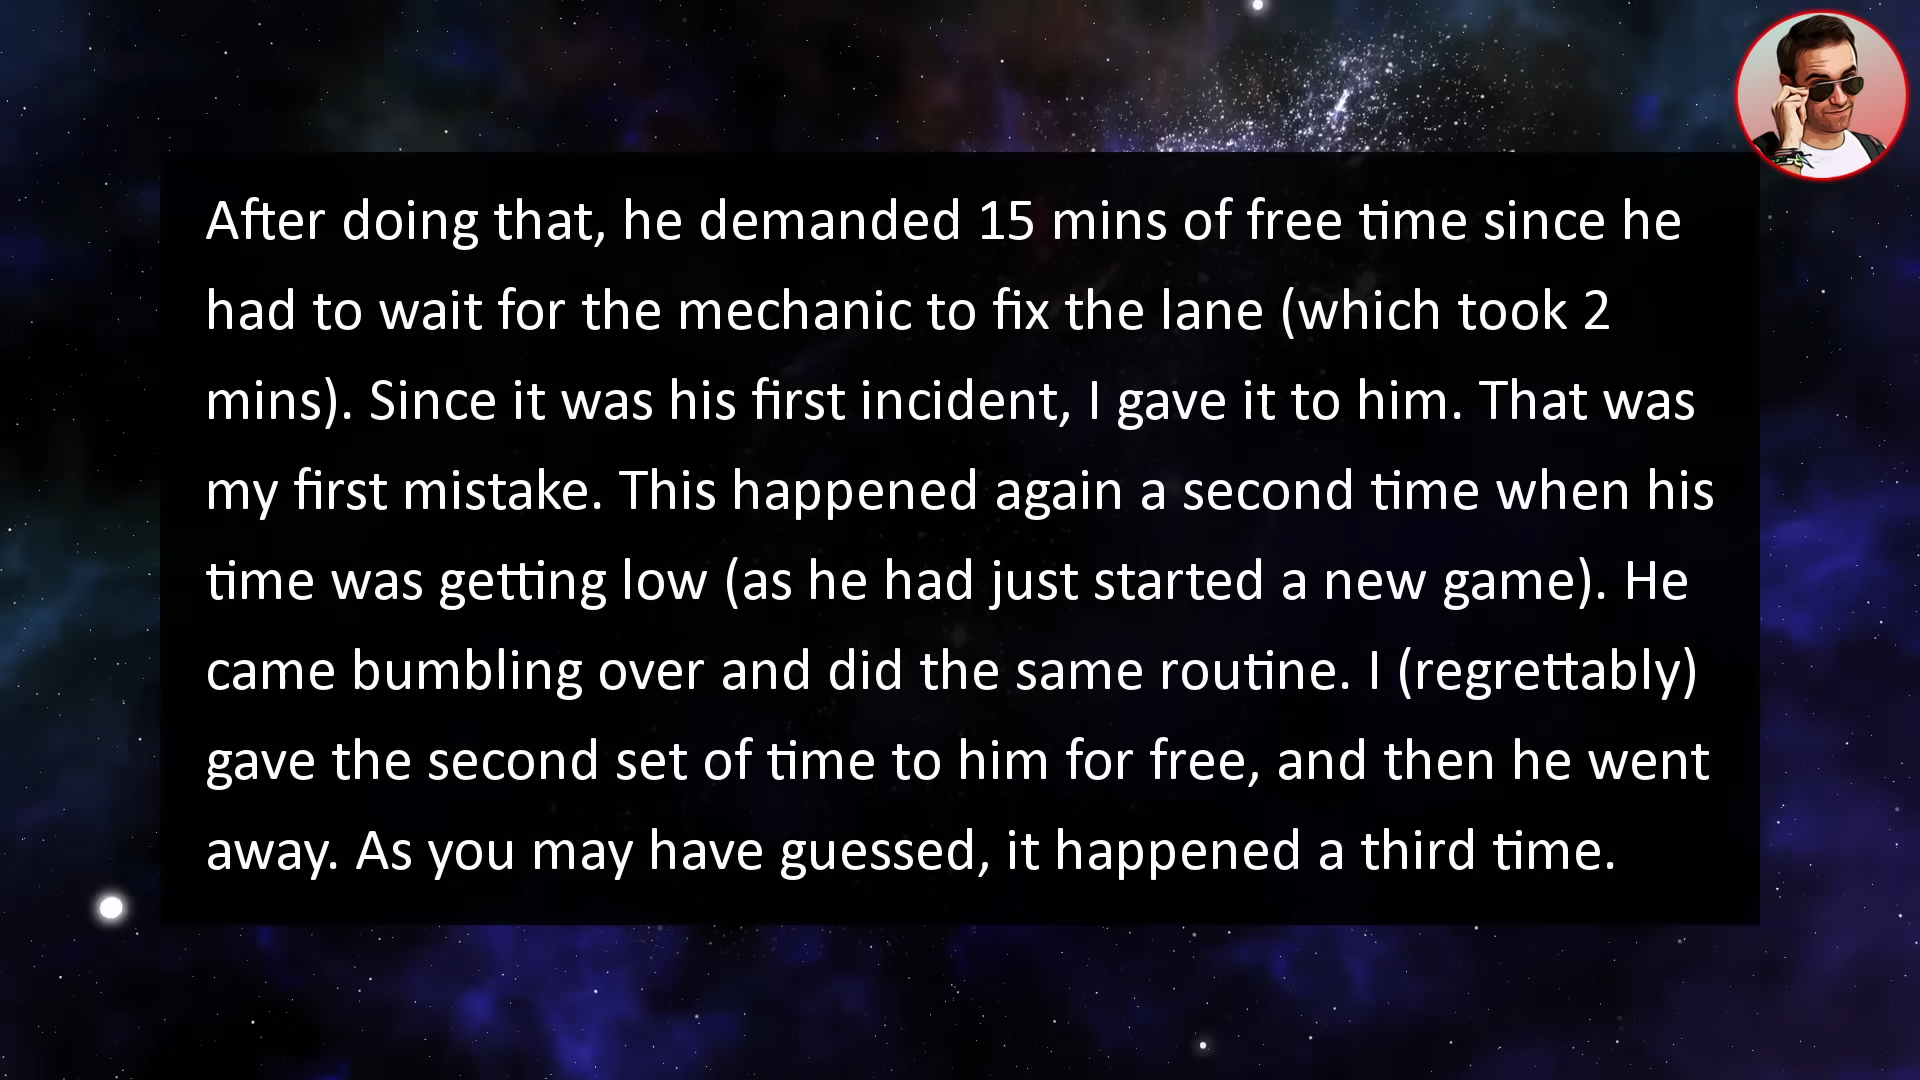 After doing that, he demanded 15 mins of free time since he
had to wait for the mechanic to fix the lane (which took 2
mins). Since it was his first incident, I gave it to him. That was
my first mistake. This happened again a second time when his
time was getting low (as he had just started a new game). He
came bumbling over and did the same routine. I (regrettably)
gave the second set of time to him for free, and then he went
away. As you may have guessed, it happened a third time.